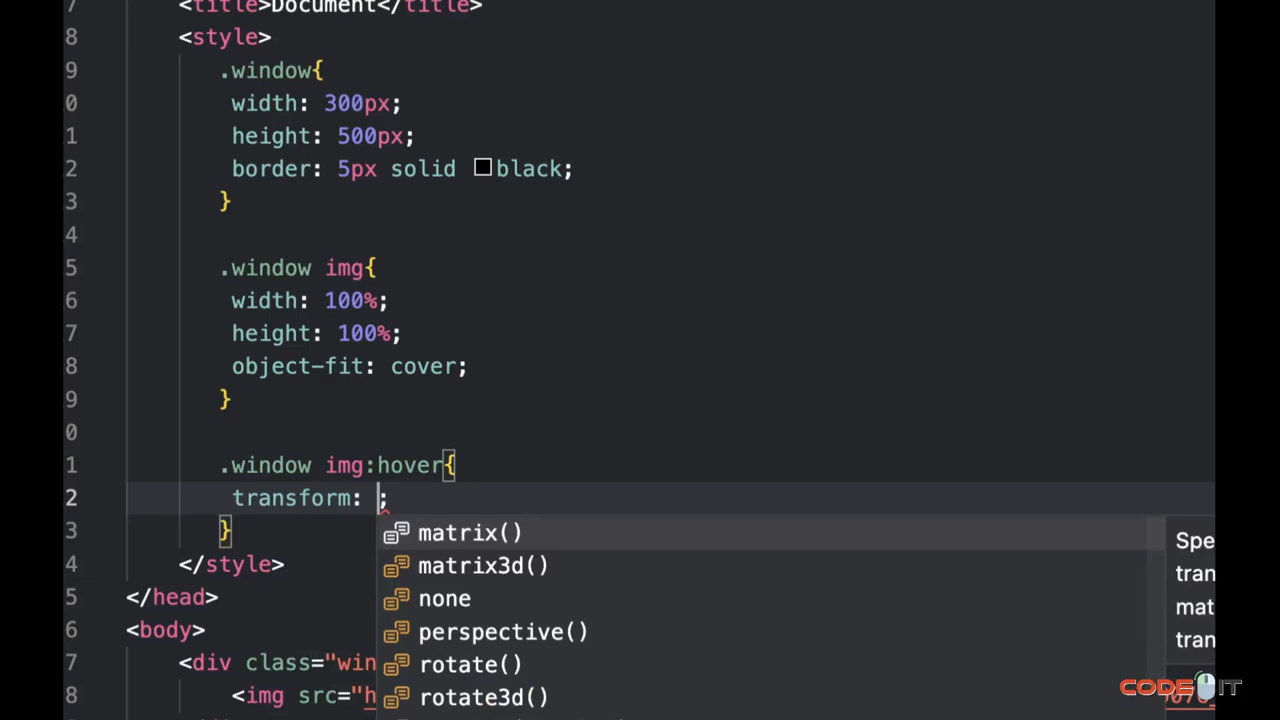 7 <title>Document</title>
8 <style>
9 .window{
0 width: 300px;
1 height: 500px;
2 border: 5px solid black;
3 }
4
5 .window img{
6 width: 100%;
7 height: 100%;
8 object-fit: cover;
9 }
0
1 .window img:hover{
2 transform: ;
3 }
matrix()
Spe
4 </style>
matrix3d()
tran
5 </head>
none
mat
6 <body>
perspective()
tran
7 <div class="win
rotate()
8 <img src="h
rotate3d()
CODE IT